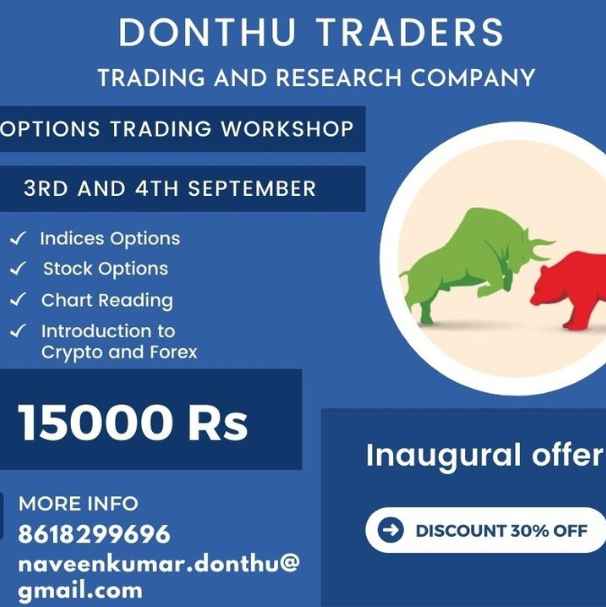 DONTHU TRADERS
TRADING AND RESEARCH COMPANY
OPTIONS TRADING WORKSHOP
3RD AND 4TH SEPTEMBER
Indices Options
Stock Options
Chart Reading
Introduction to
Crypto and Forex
15000 Rs
Inaugural offer
DISCOUNT 30% OFF
MORE INFO
8618299696
naveenkumar.donthu@
gmail.com